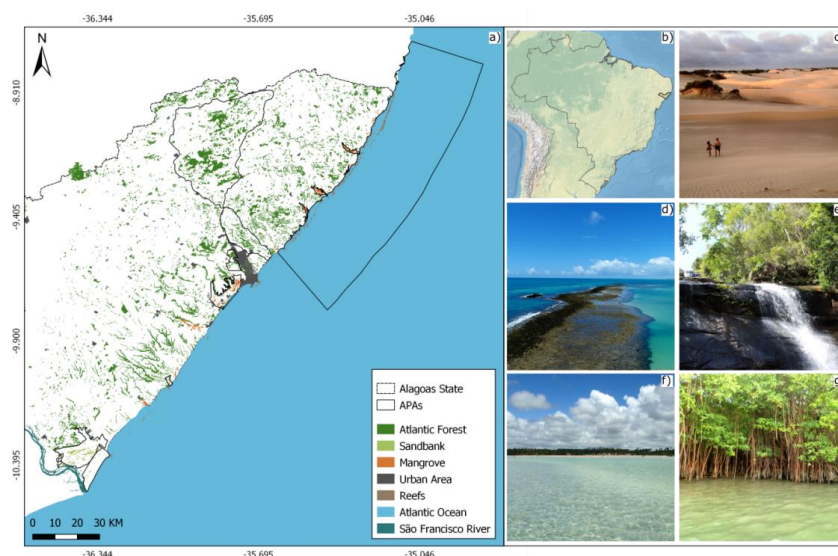 -36.344 -35.695 -35.046
N
a)
b)
c
-8.910
-9.405
d)
e
-9.900
f)
g
Alagoas State
APAs
Atlantic Forest
Sandbank
Mangrove
Urban Area
Reefs
Atlantic Ocean
São Francisco River
-10.395
0 10 20 30 KM
-36.344 -35.695 -35.046